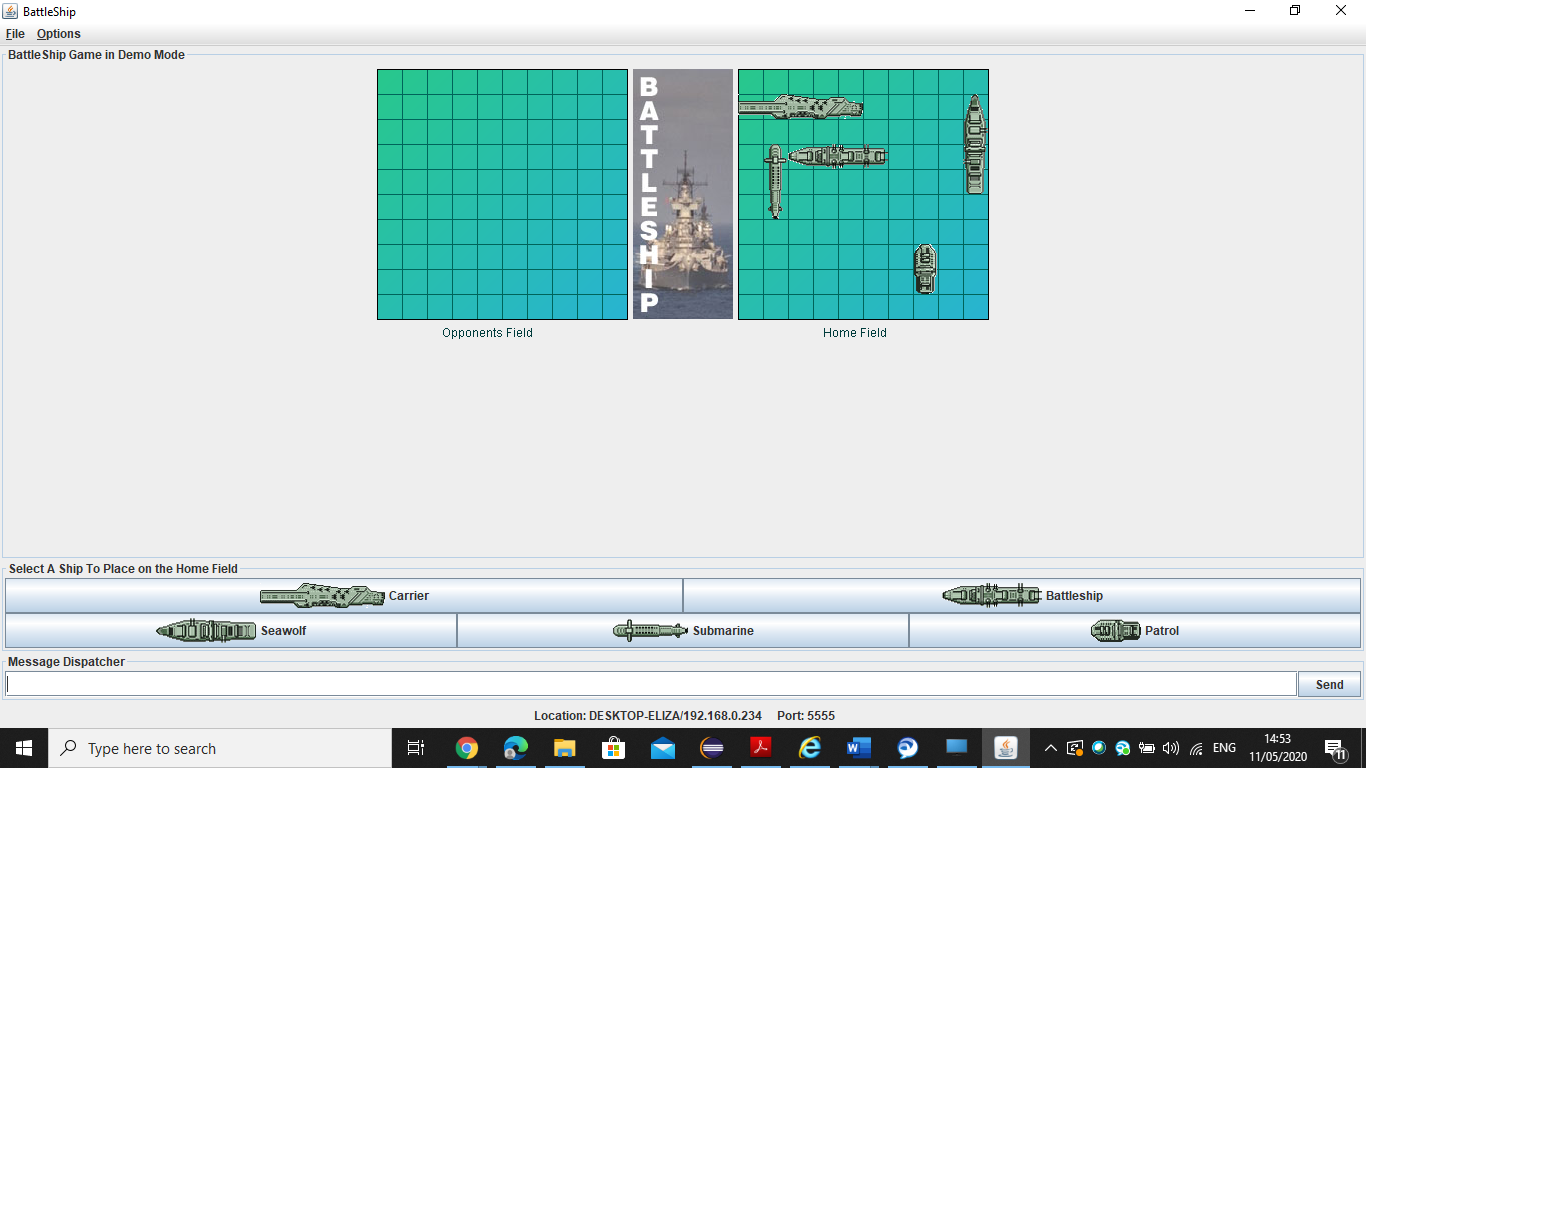 BattleShip
File Options
BattleShip Game in Demo Mode
BATTLESHIP
Opponents Field
Home Field
Select A Ship To Place on the Home Field
Carrier
Battleship
Seawolf
Submarine
Patrol
Message Dispatcher
Send
Location: DESKTOP-ELIZA/192.168.0.234 Port: 5555
Type here to search
ENG
14:53
11/05/2020
11